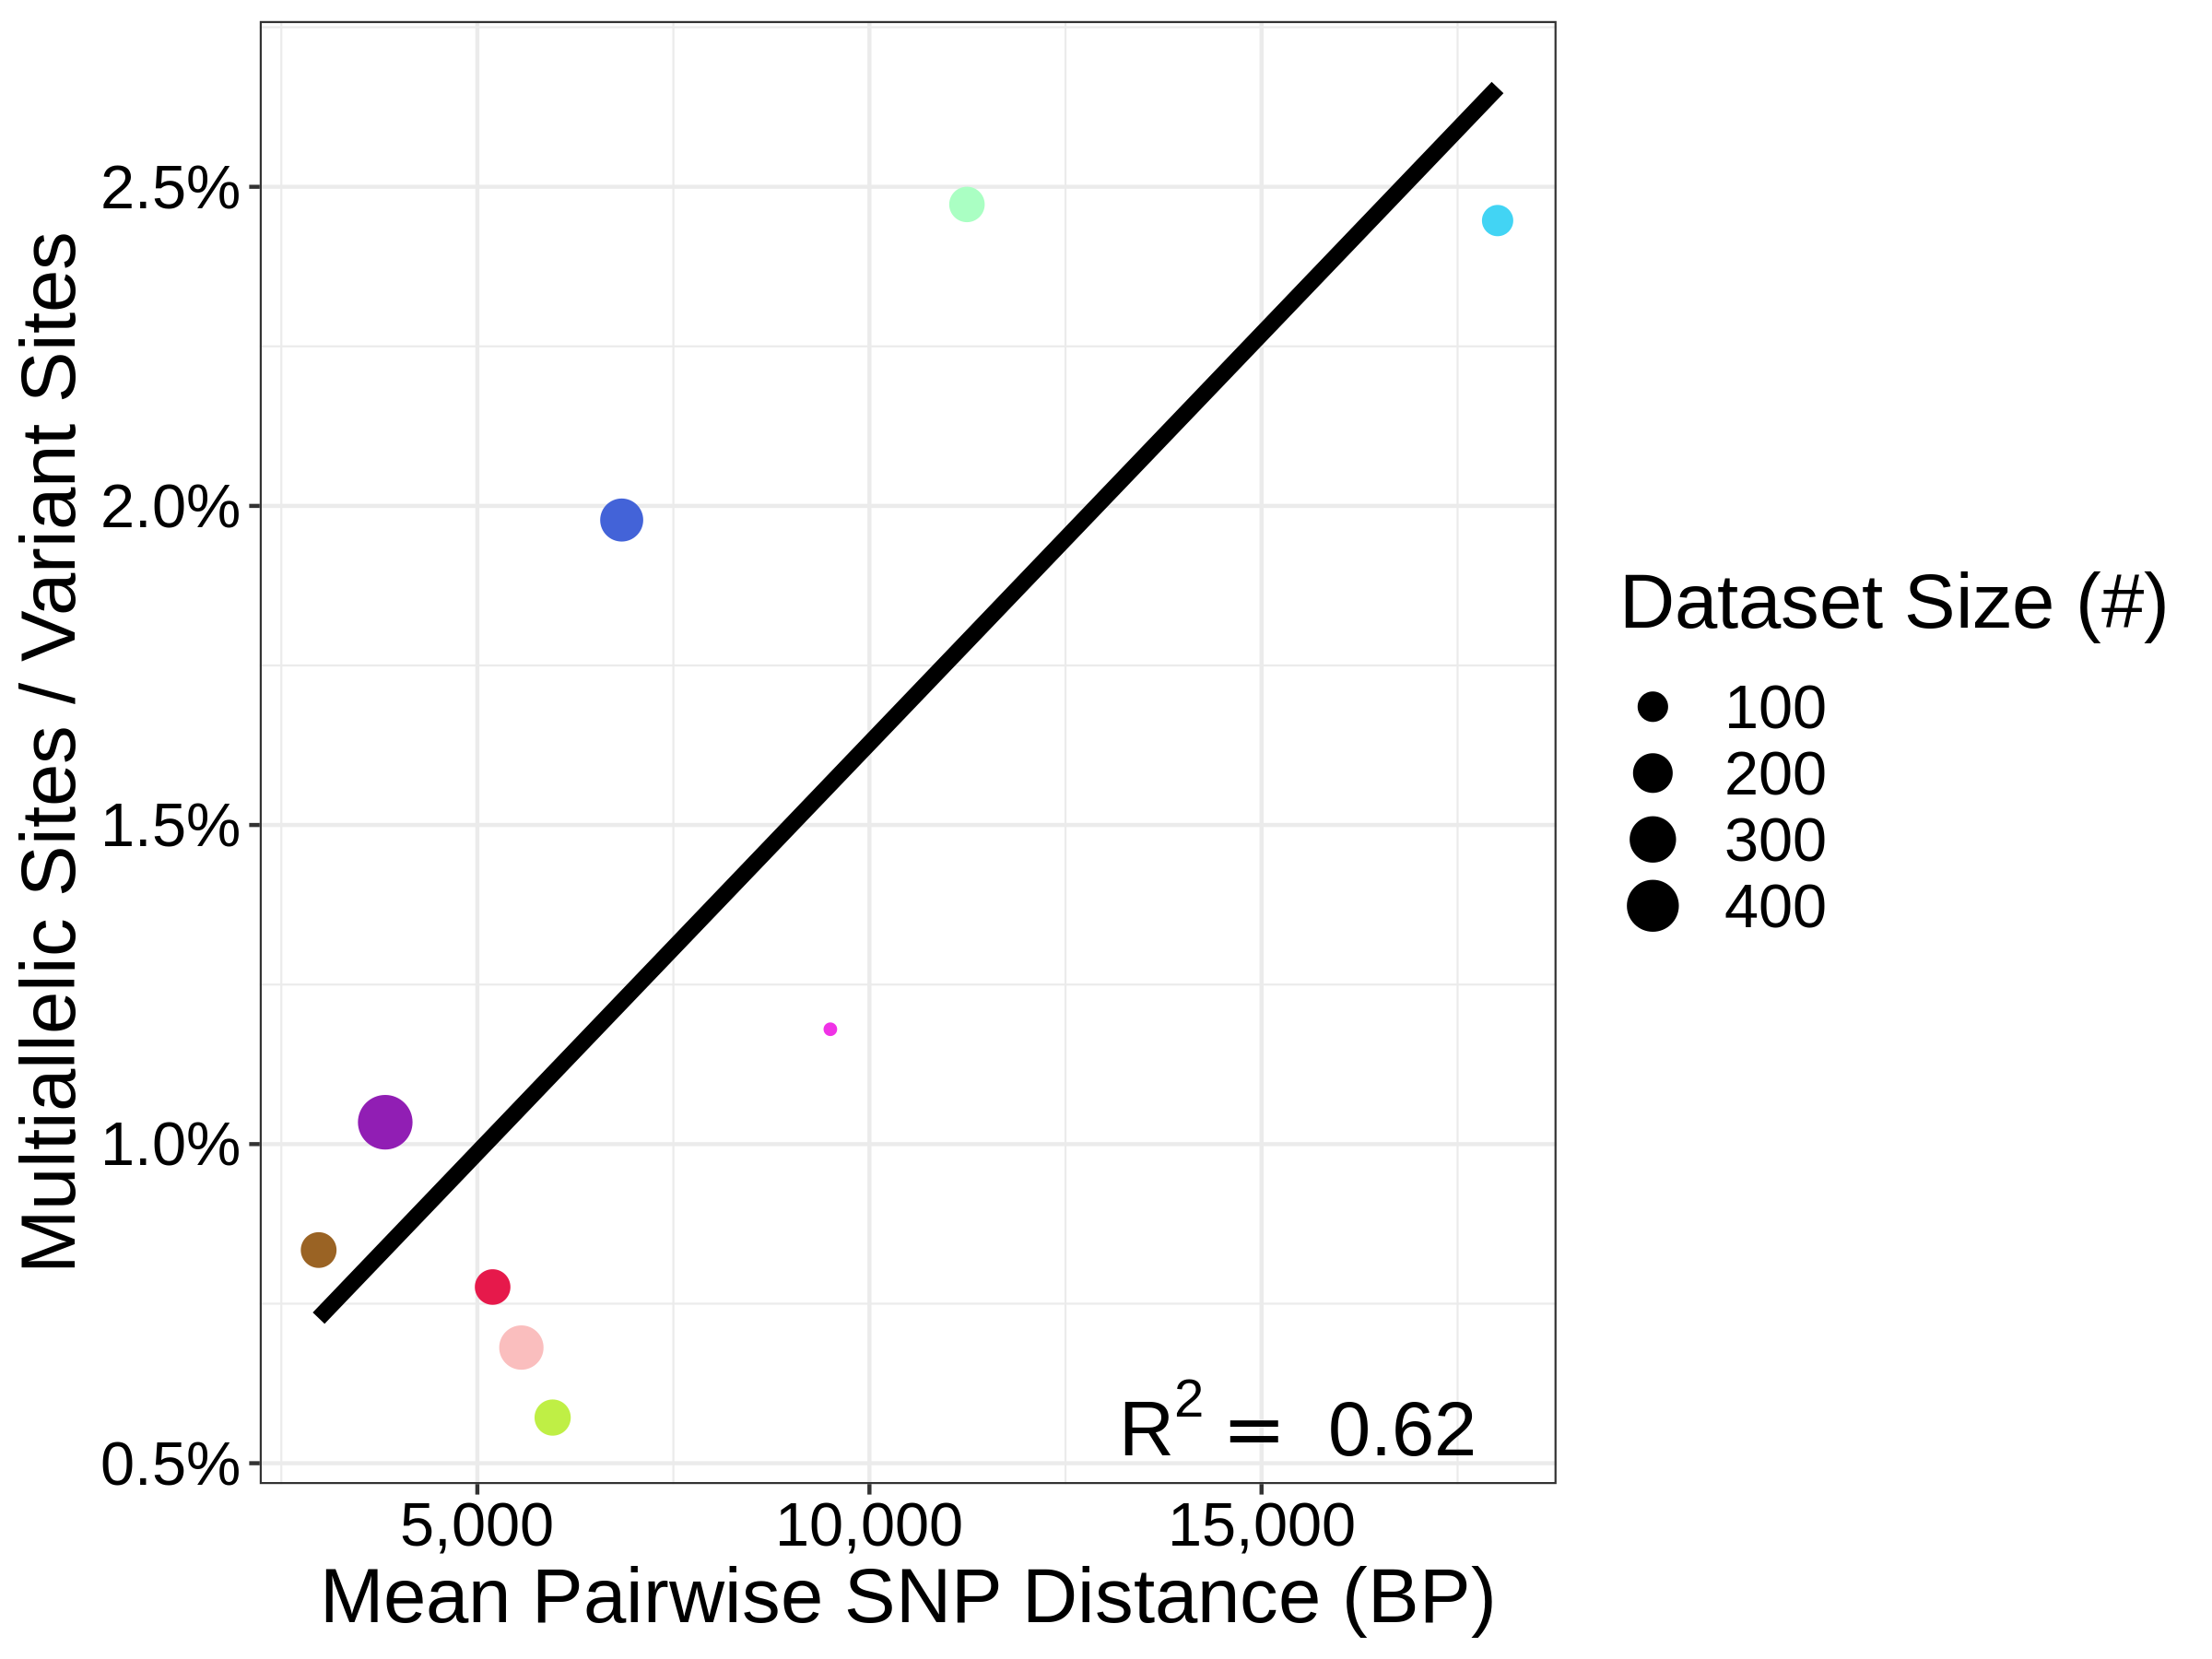 Multiallelic Sites / Variant Sites
2.5%
2.0%
1.5%
1.0%
0.5%
R² = 0.62
5,000 10,000 15,000
Mean Pairwise SNP Distance (BP)
Dataset Size (#)
100
200
300
400